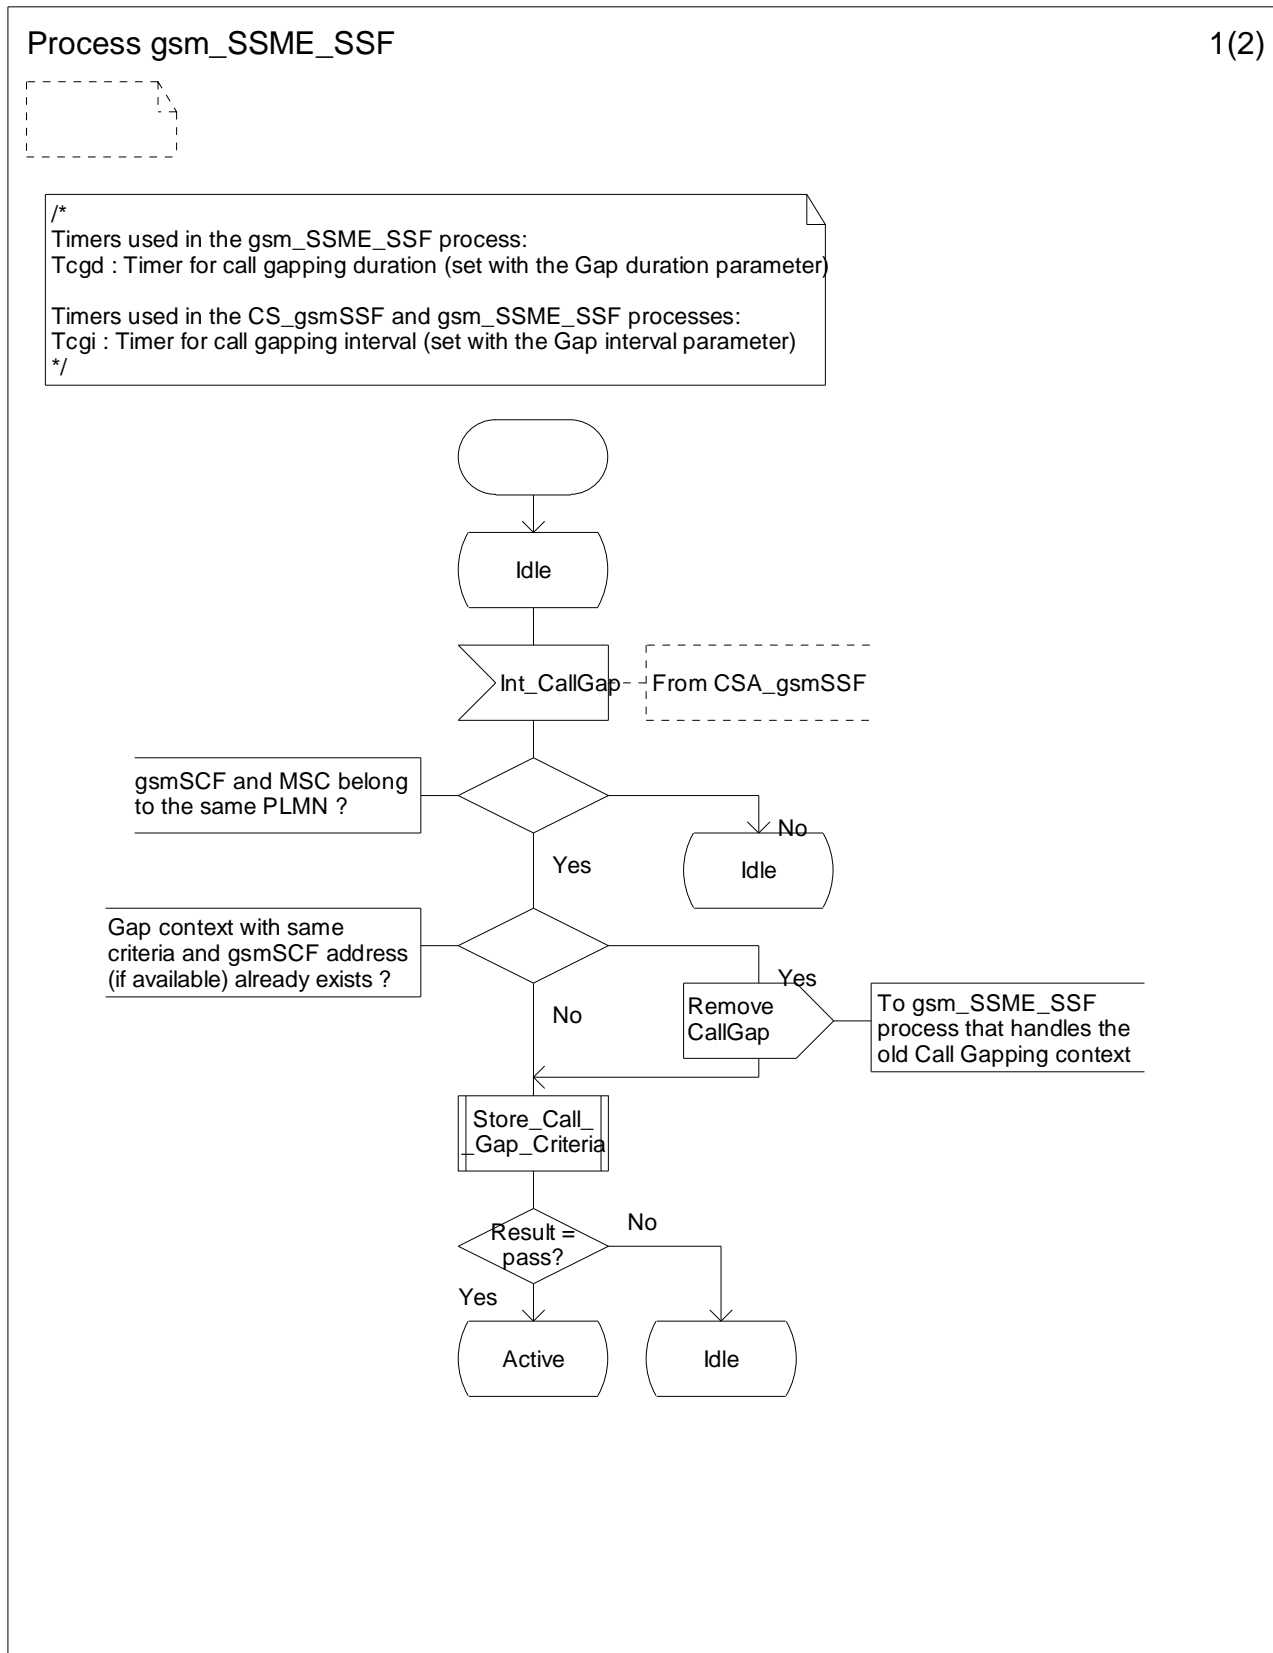 Process gsm_SSME_SSF
1(2)
/*
Timers used in the gsm_SSME_SSF process:
Tcgd : Timer for call gapping duration (set with the Gap duration parameter)
Timers used in the CS_gsmSSF and gsm_SSME_SSF processes:
Tcgi : Timer for call gapping interval (set with the Gap interval parameter)
*/
Idle
Int_CallGap
From CSA_gsmSSF
gsmSCF and MSC belong
to the same PLMN ?
No
Yes
Idle
Gap context with same
criteria and gsmSCF address
(if available) already exists ?
Yes
No
Remove
CallGap
To gsm_SSME_SSF
process that handles the
old Call Gapping context
Store_Call_
_Gap_Criteria
Result =
pass?
No
Yes
Active
Idle